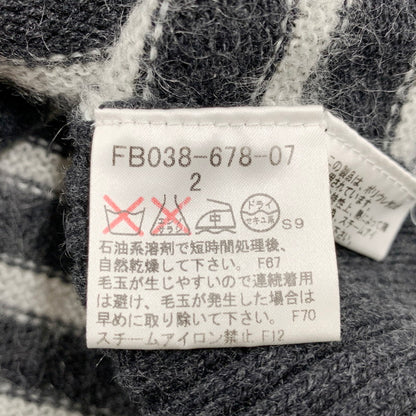 FB038-678-07
2
ドライ
セキユ系
S9
石油系溶剤で短時間処理後、
自然乾燥して下さい。 F67
毛玉が生じやすいので連続着用
は避け、毛玉が発生した場合は
早めに取り除いて下さい。 F70
スチームアイロン禁止 F12